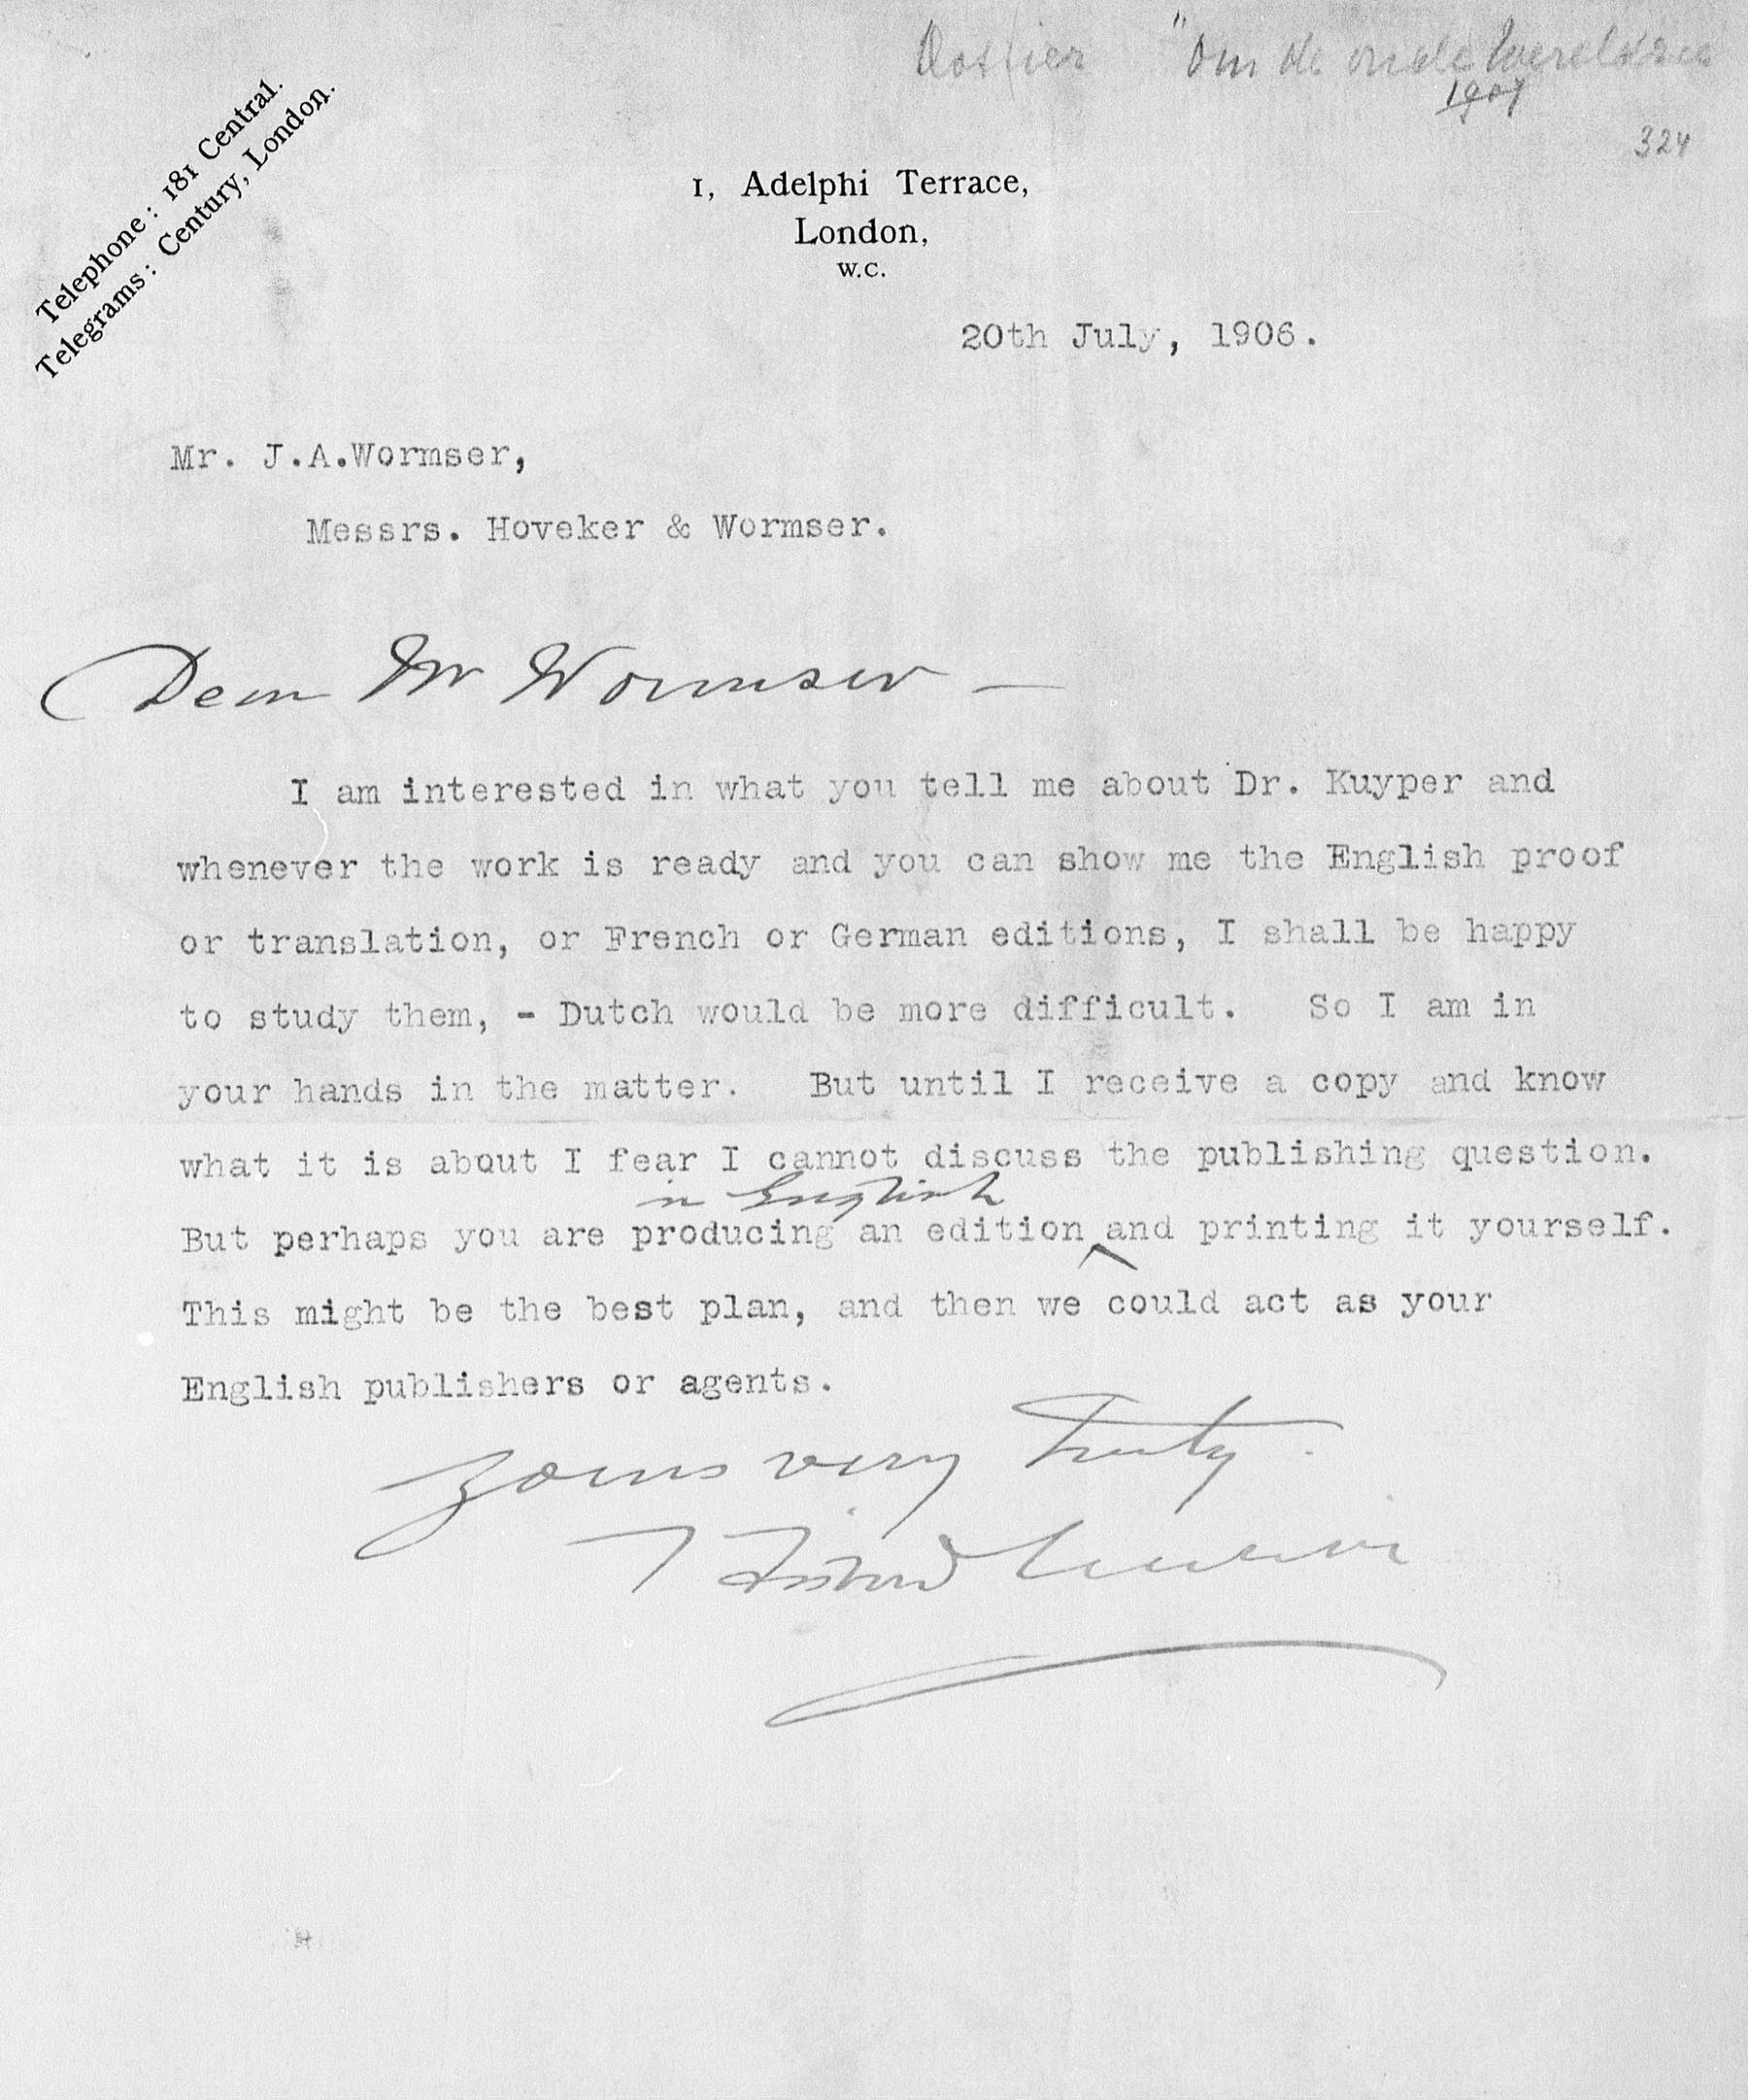 Dossier "Om de oude Wereldzee
1907
324
Telephone: 181 Central.
Telegrams: Century, London.
1, Adelphi Terrace,
London,
W.C.
20th July, 1906.
Mr. J.A.Wormser,
Messrs. Hoveker & Wormser.
Dear Mr Wormser —
I am interested in what you tell me about Dr. Kuyper and
whenever the work is ready and you can show me the English proof
or translation, or French or German editions, I shall be happy
to study them, - Dutch would be more difficult. So I am in
your hands in the matter. But until I receive a copy and know
what it is about I fear I cannot discuss the publishing question.
in English
But perhaps you are producing an edition and printing it yourself.
This might be the best plan, and then we could act as your
English publishers or agents.
Yours very truly.
T Fisher Unwin